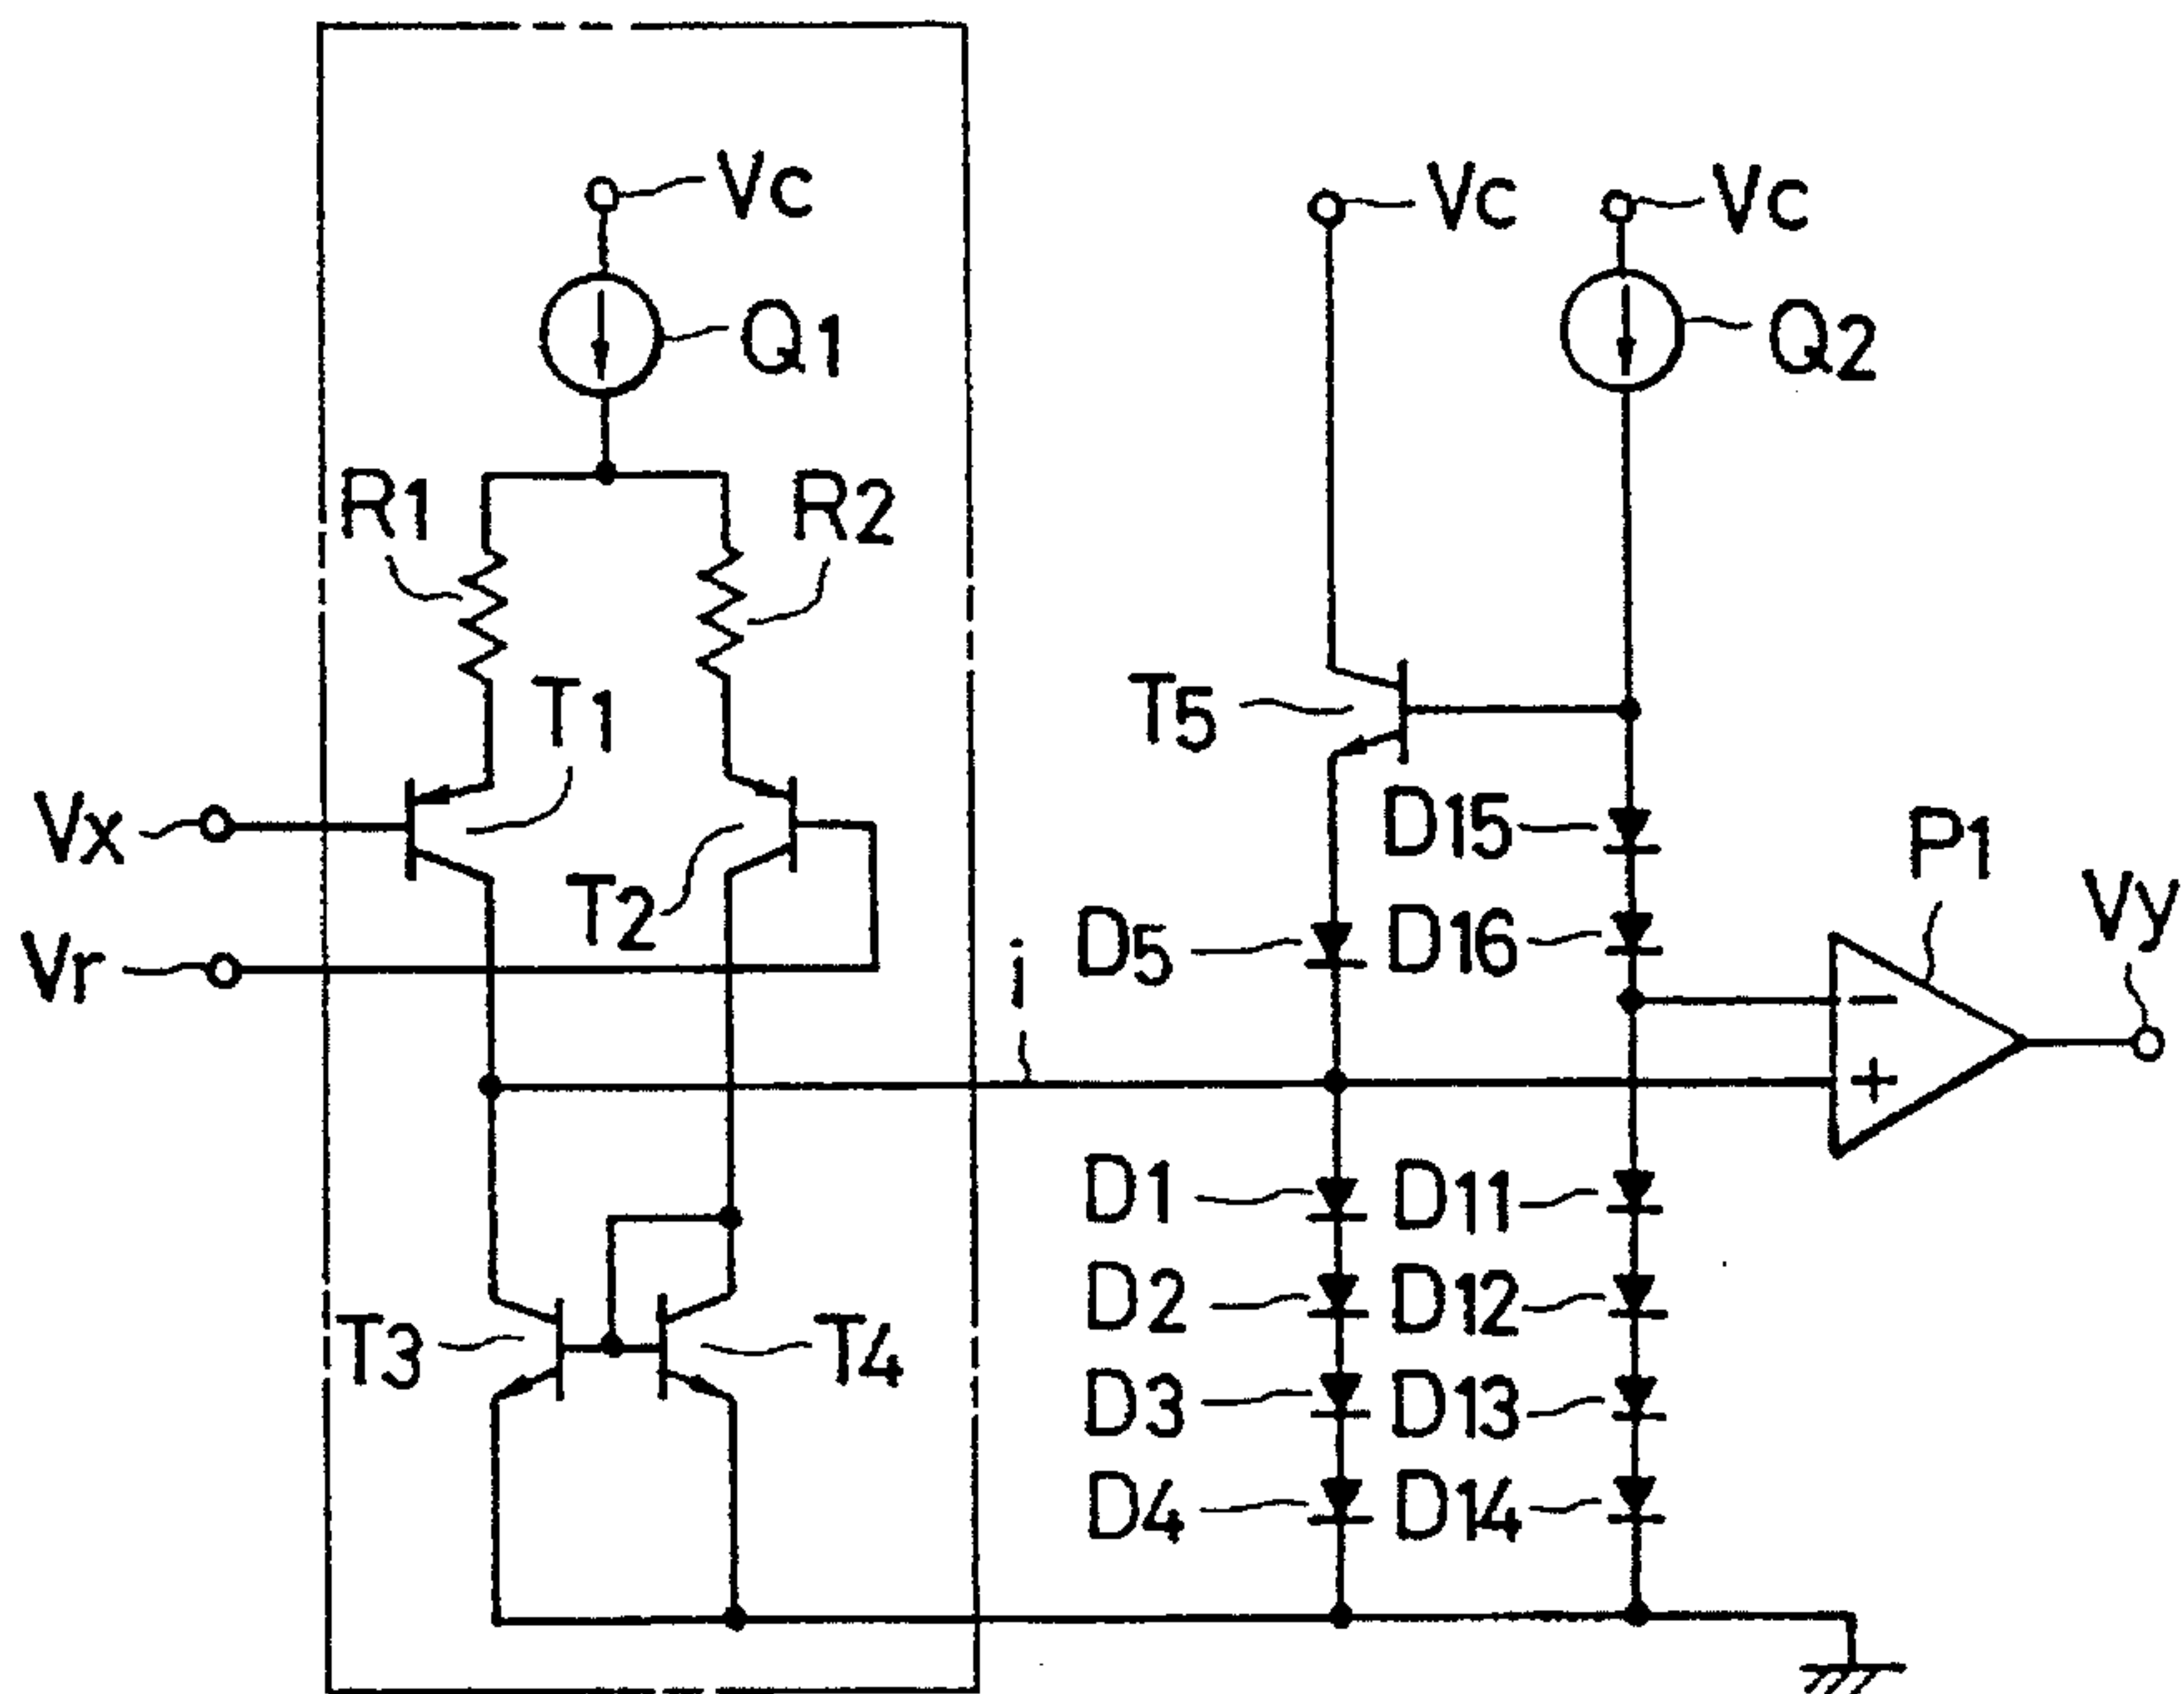 Vc
Vc
Vc
Q1
Q2
R1
R2
T1
T5
Vx
D15
P1
T2
Vy
Vr
D5
D16
i
−
+
D1
D11
D2
D12
T3
T4
D3
D13
D4
D14